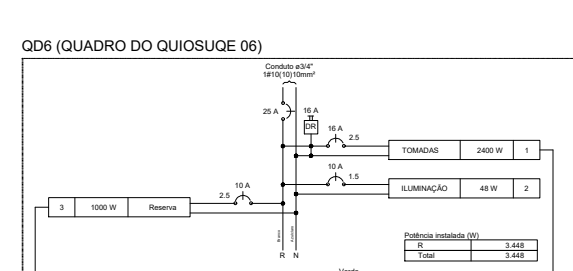 QD6 (QUADRO DO QUIOSUQE 06)
Conduto ø3/4"
1#10(10)10mm²
25 A
16 A
DR
16 A
2.5
TOMADAS 2400 W 1
10 A
1.5
ILUMINAÇÃO 48 W 2
10 A
2.5
3 1000 W Reserva
R N
Potência instalada (W)
R 3.448
Total 3.448